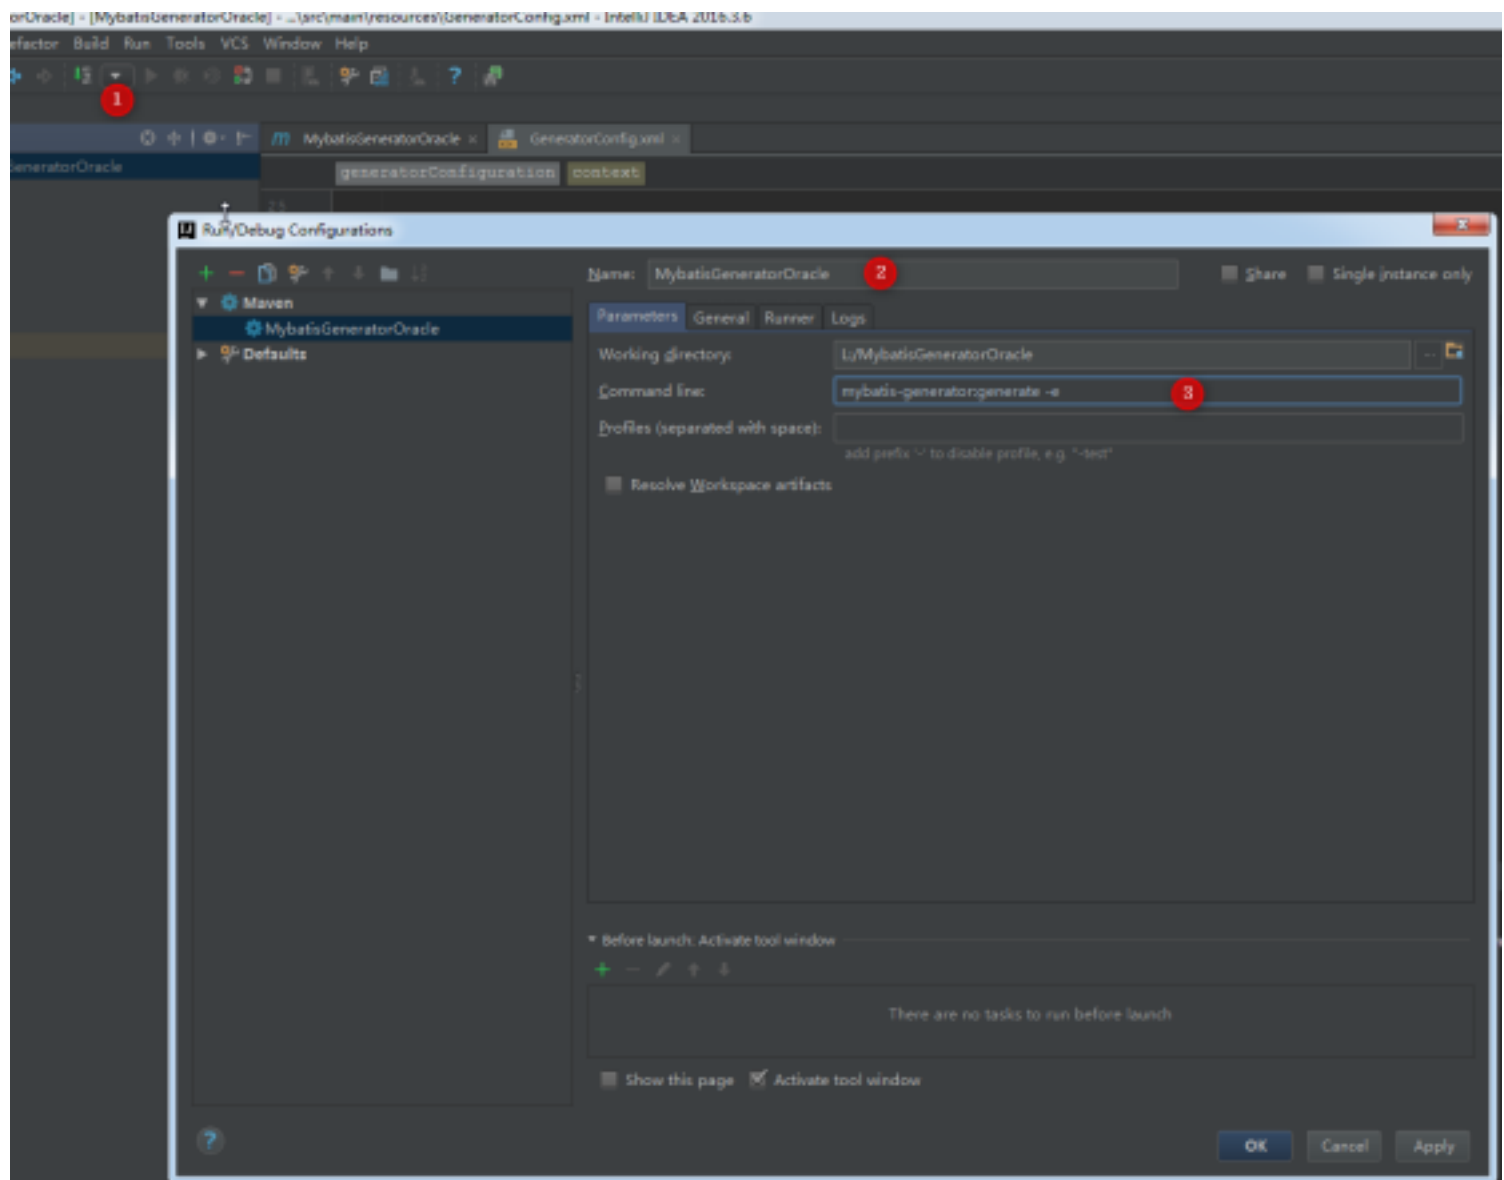 orOracle] - [MybatisGeneratorOracle] - ...\src\main\resources\GeneratorConfig.xml - IntelliJ IDEA 2016.3.6
efactor Build Run Tools VCS Window Help
1
MybatisGeneratorOracle
GeneratorConfig.xml
eneratorOracle
generatorConfiguration context
25
Run/Debug Configurations
Name: MybatisGeneratorOracle 2 Share Single instance only
Maven
MybatisGeneratorOracle
Defaults
Parameters General Runner Logs
Working directory: L:/MybatisGeneratorOracle ...
Command line: mybatis-generator:generate -e 3
Profiles (separated with space):
add prefix '-' to disable profile, e.g. "-test"
Resolve Workspace artifacts
Before launch: Activate tool window
There are no tasks to run before launch
Show this page Activate tool window
?
OK Cancel Apply